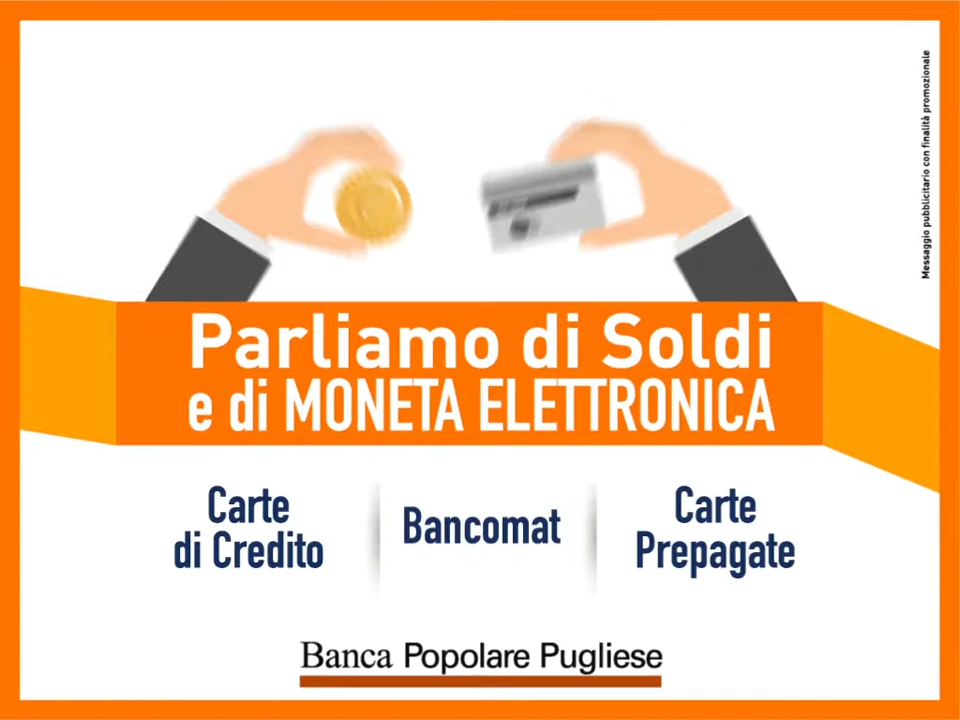 Messaggio pubblicitario con finalità promozionale
Parliamo di Soldi
e di MONETA ELETTRONICA
Carte
di Credito
Bancomat
Carte
Prepagate
Banca Popolare Pugliese